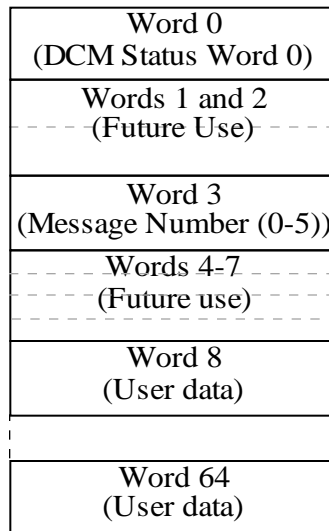 Word 0
(DCM Status Word 0)
Words 1 and 2
(Future Use)
Word 3
(Message Number (0-5))
Words 4-7
(Future use)
Word 8
(User data)
Word 64
(User data)